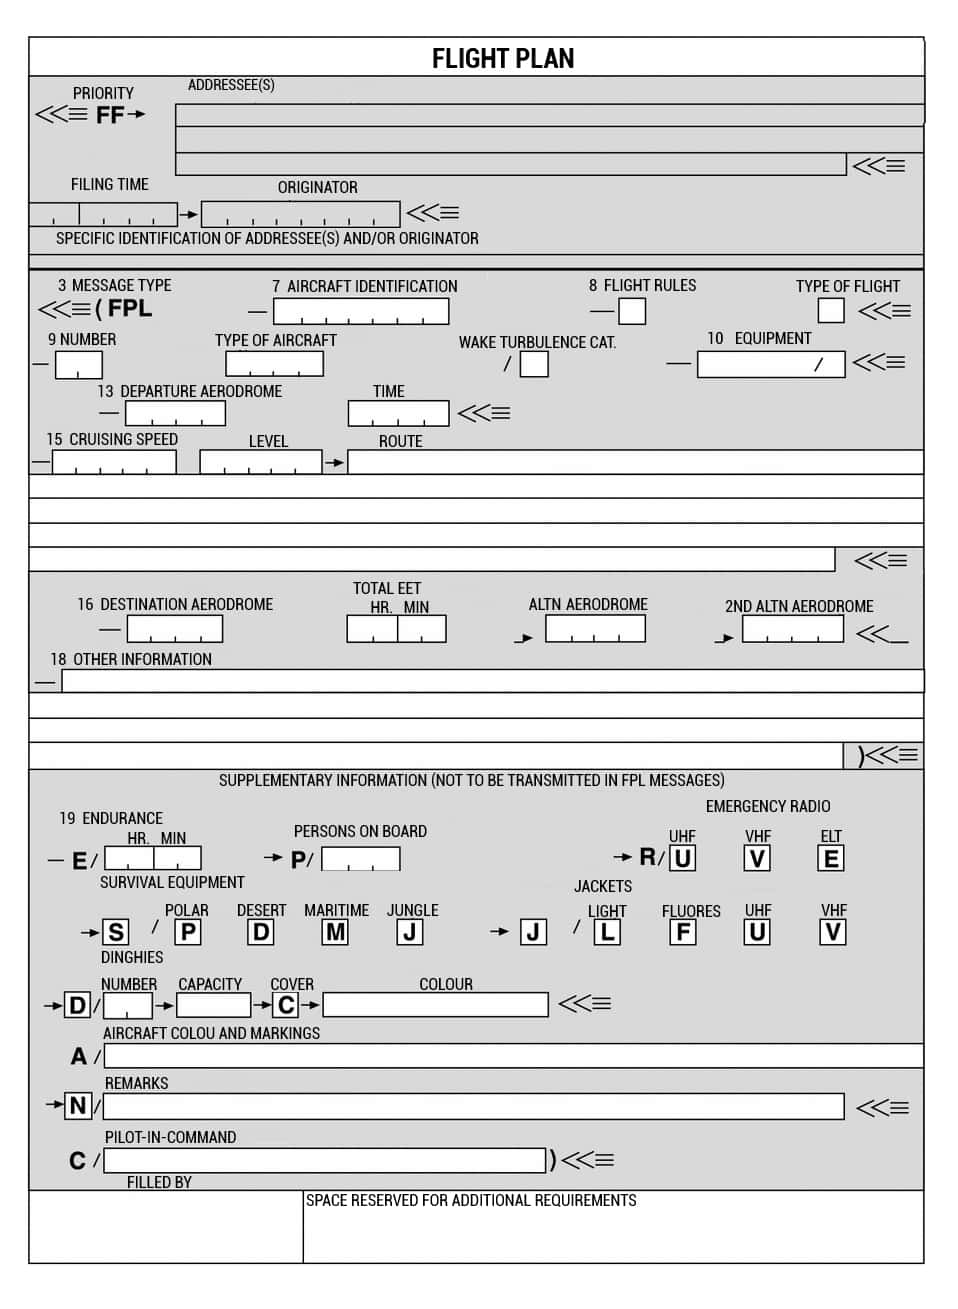 FLIGHT PLAN
ADDRESSEE(S)
PRIORITY
FF
FILING TIME ORIGINATOR
SPECIFIC IDENTIFICATION OF ADDRESSEE(S) AND/OR ORIGINATOR
3 MESSAGE TYPE 7 AIRCRAFT IDENTIFICATION 8 FLIGHT RULES TYPE OF FLIGHT
(FPL
9 NUMBER TYPE OF AIRCRAFT WAKE TURBULENCE CAT. 10 EQUIPMENT
/ /
13 DEPARTURE AERODROME TIME
15 CRUISING SPEED LEVEL ROUTE
TOTAL EET
16 DESTINATION AERODROME HR. MIN ALTN AERODROME 2ND ALTN AERODROME
18 OTHER INFORMATION
)
SUPPLEMENTARY INFORMATION (NOT TO BE TRANSMITTED IN FPL MESSAGES)
EMERGENCY RADIO
19 ENDURANCE
HR. MIN PERSONS ON BOARD UHF VHF ELT
E/ P/ R/ U V E
SURVIVAL EQUIPMENT JACKETS
POLAR DESERT MARITIME JUNGLE LIGHT FLUORES UHF VHF
S / P D M J J / L F U V
DINGHIES
NUMBER CAPACITY COVER COLOUR
D / C
AIRCRAFT COLOU AND MARKINGS
A /
REMARKS
N /
PILOT-IN-COMMAND
C / )
FILLED BY
SPACE RESERVED FOR ADDITIONAL REQUIREMENTS